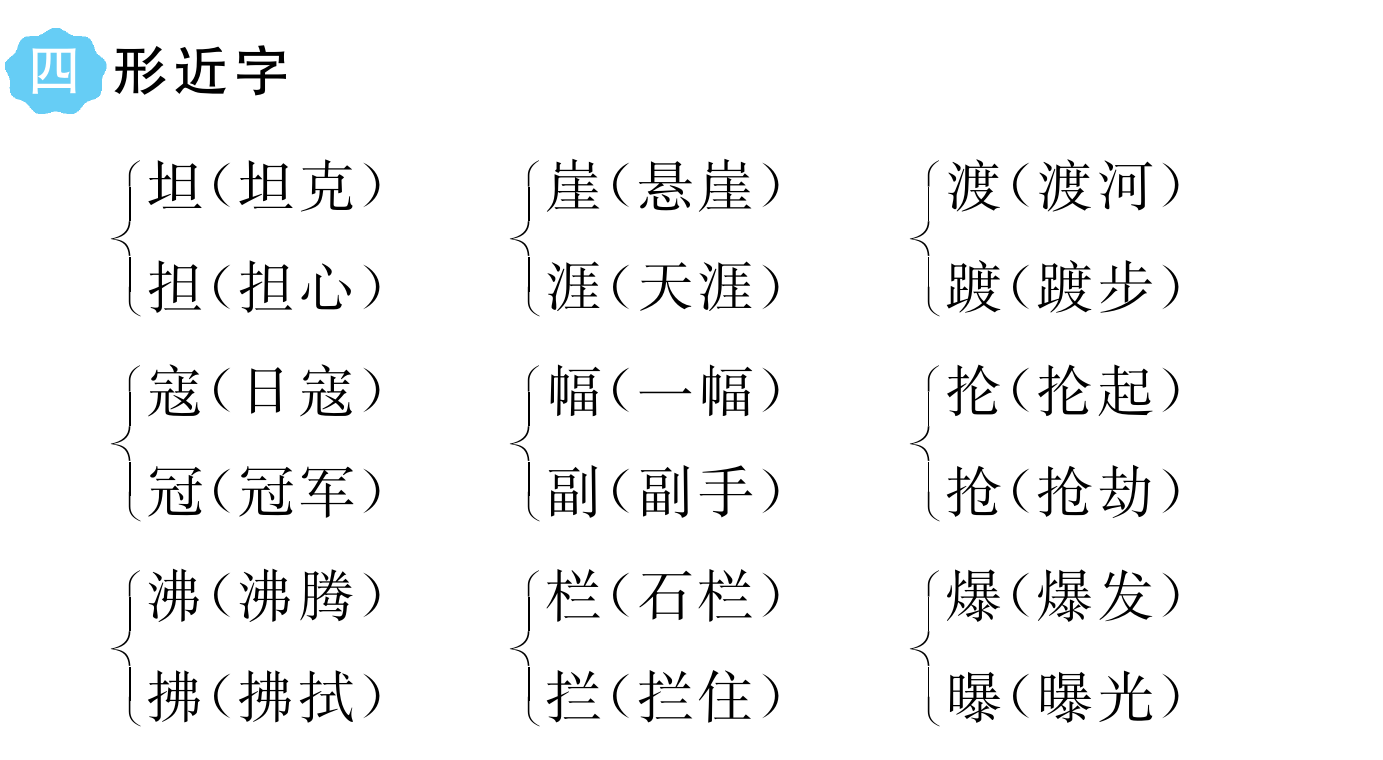 四 形近字
坦(坦克) 崖(悬崖) 渡(渡河)
担(担心) 涯(天涯) 踱(踱步)
寇(日寇) 幅(一幅) 抡(抡起)
冠(冠军) 副(副手) 抢(抢劫)
沸(沸腾) 栏(石栏) 爆(爆发)
拂(拂拭) 拦(拦住) 曝(曝光)